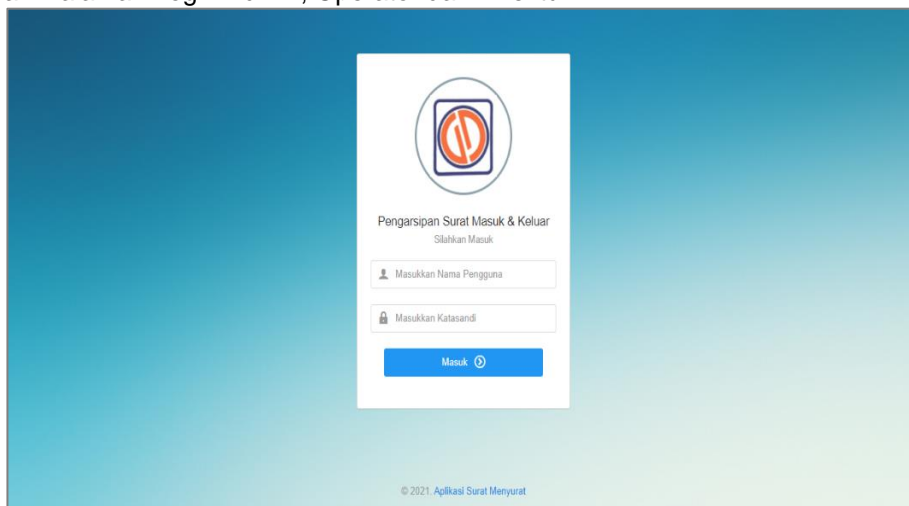 Pengarsipan Surat Masuk & Keluar
Silahkan Masuk
Masukkan Nama Pengguna
Masukkan Katasandi
Masuk
© 2021. Aplikasi Surat Menyurat